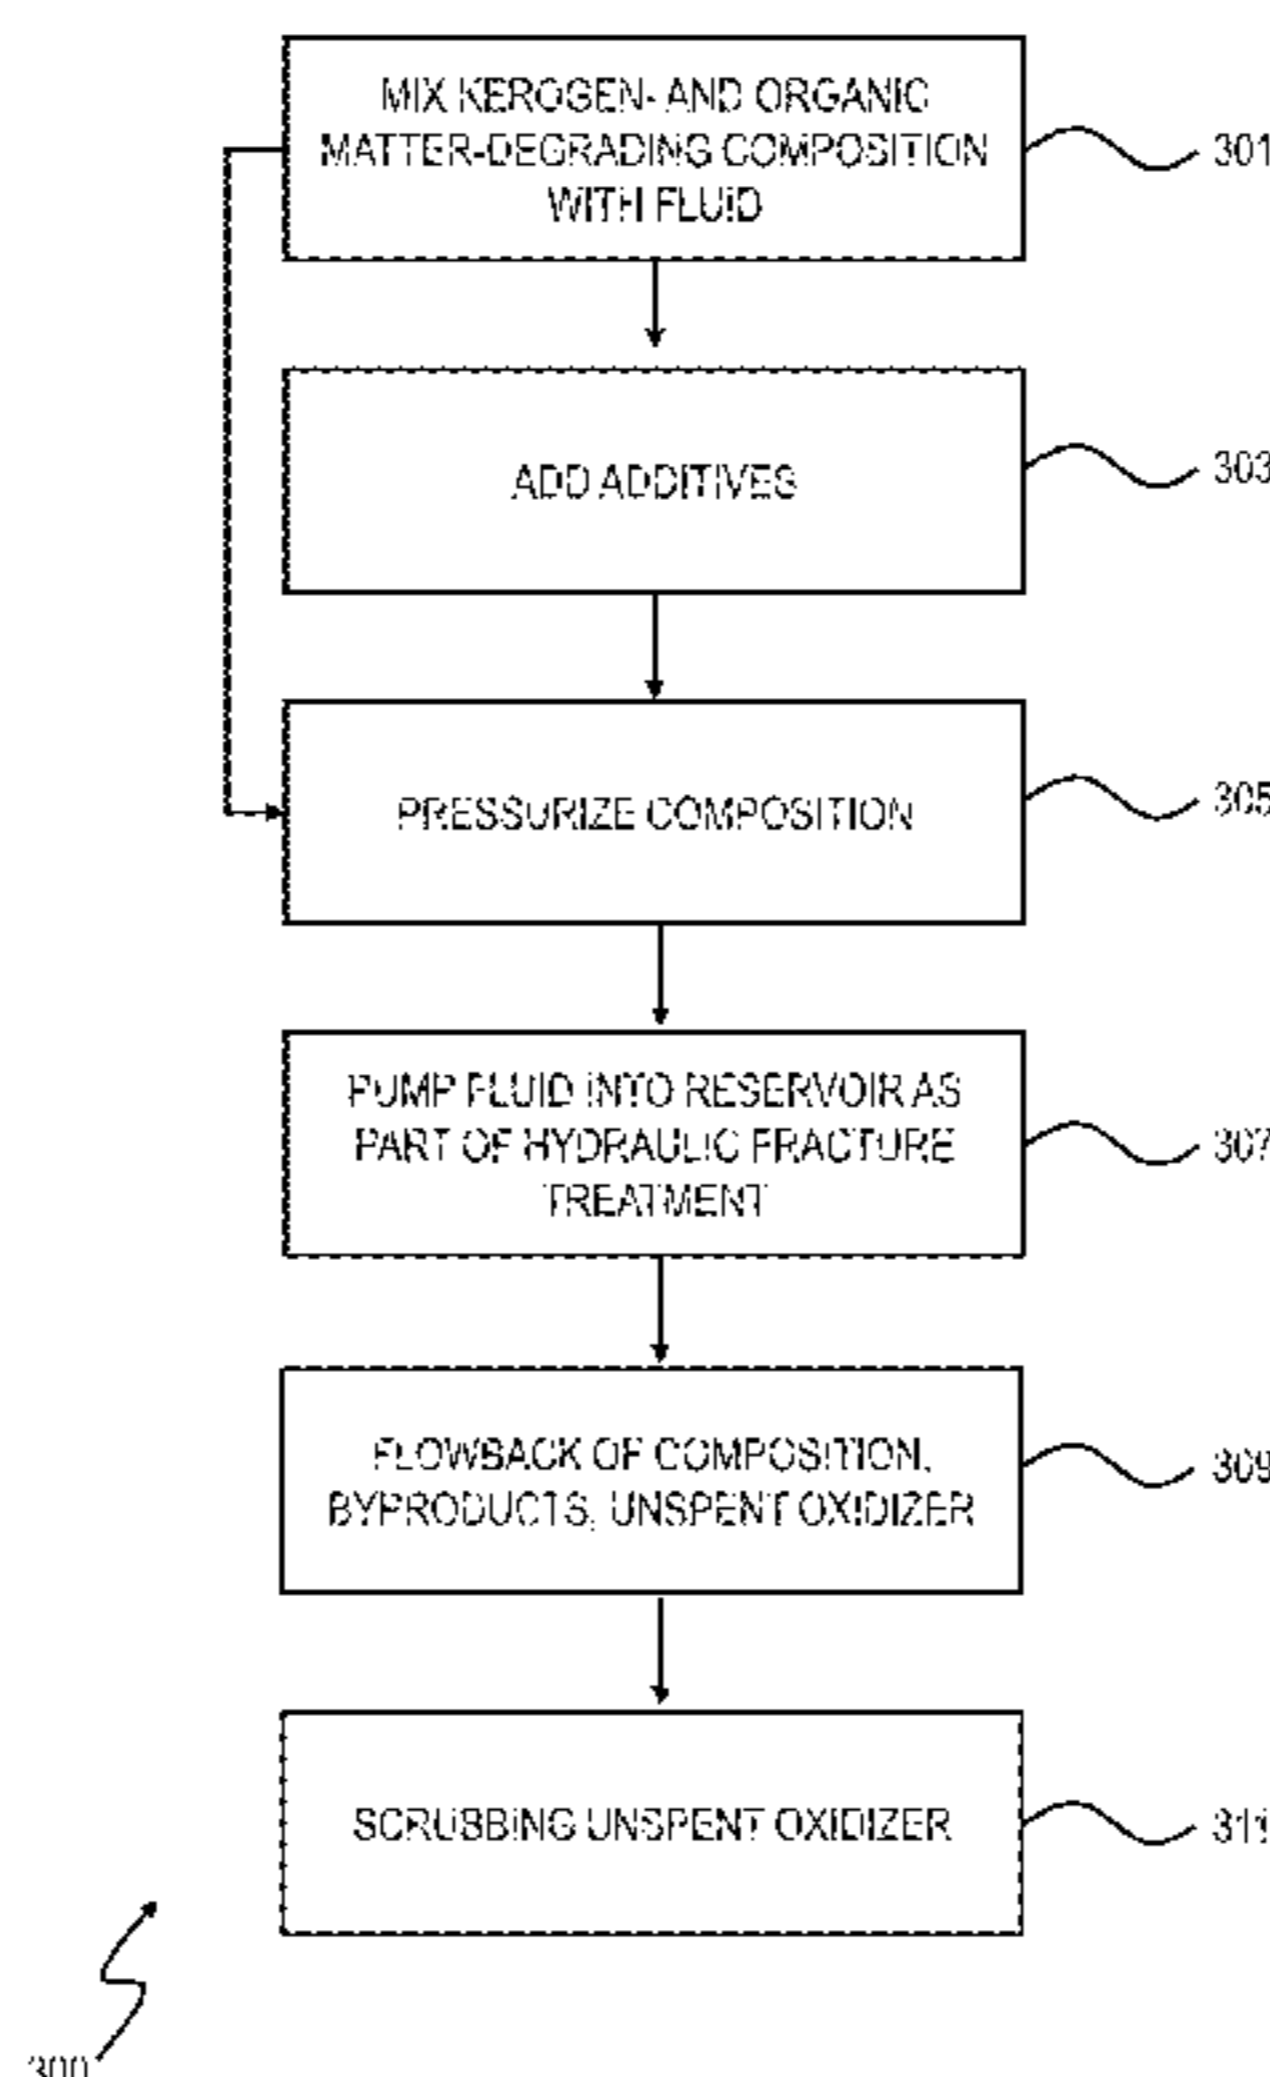 MIX KEROGEN- AND ORGANIC
MATTER-DEGRADING COMPOSITION
WITH FLUID
301
ADD ADDITIVES
303
PRESSURIZE COMPOSITION
305
PUMP FLUID INTO RESERVOIR AS
PART OF HYDRAULIC FRACTURE
TREATMENT
307
FLOWBACK OF COMPOSITION,
BYPRODUCTS, UNSPENT OXIDIZER
309
SCRUBBING UNSPENT OXIDIZER
311
300